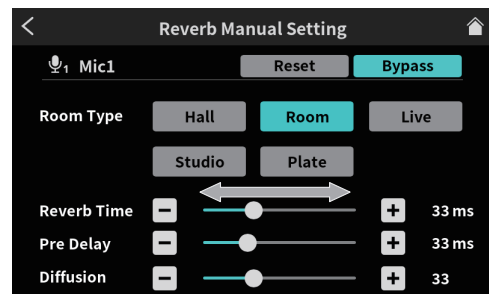 Reverb Manual Setting
1 Mic1 Reset Bypass
Room Type Hall Room Live
Studio Plate
Reverb Time − + 33 ms
Pre Delay − + 33 ms
Diffusion − + 33